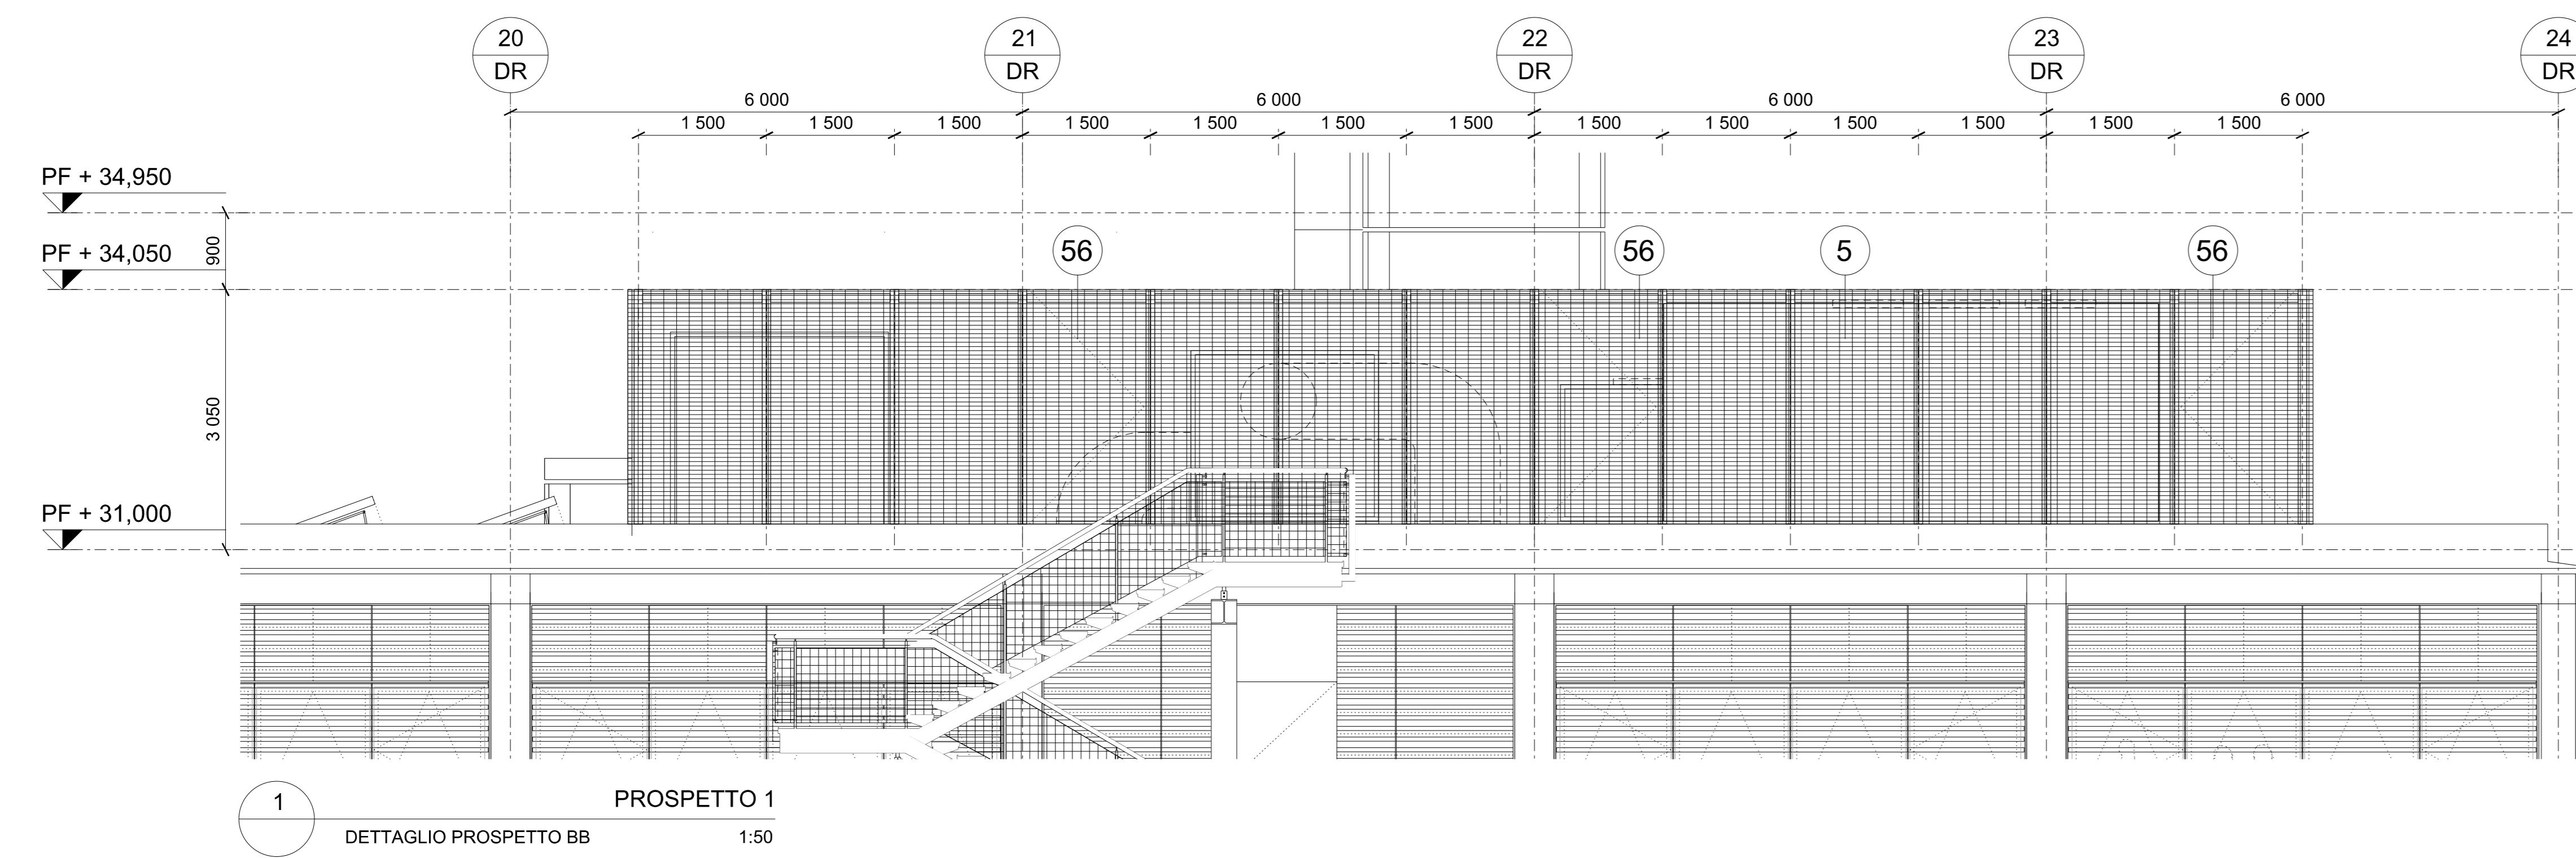 20 21 22 23 24
DR DR DR DR DR
6 000 6 000 6 000 6 000
1 500 1 500 1 500 1 500 1 500 1 500 1 500 1 500 1 500 1 500 1 500 1 500 1 500
PF + 34,950
900
PF + 34,050
56 56 5 56
3 050
PF + 31,000
1 PROSPETTO 1
DETTAGLIO PROSPETTO BB 1:50